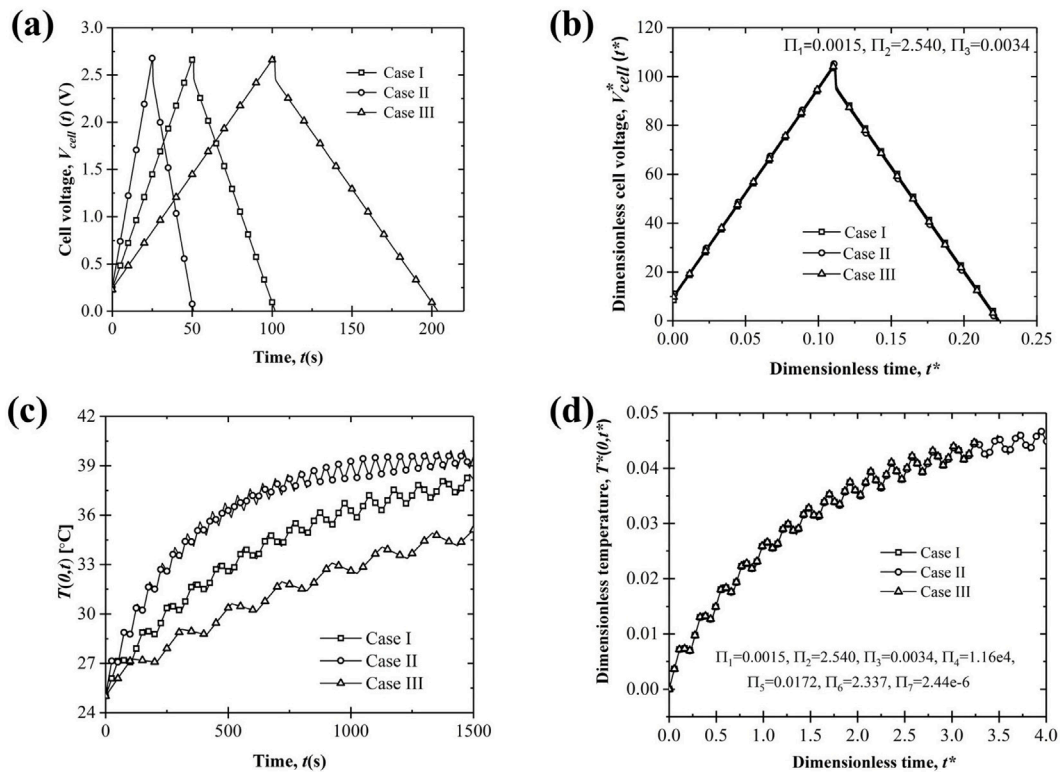 (a)
Cell voltage, V_cell (t) (V)
3.0
2.5
2.0
1.5
1.0
0.5
0.0
Case I
Case II
Case III
0 50 100 150 200
Time, t(s)
(b)
Dimensionless cell voltage, V*_cell (t*)
120
100
80
60
40
20
0
Π₁=0.0015, Π₂=2.540, Π₃=0.0034
Case I
Case II
Case III
0.00 0.05 0.10 0.15 0.20 0.25
Dimensionless time, t*
(c)
T(0,t) [°C]
42
39
36
33
30
27
24
Case I
Case II
Case III
0 500 1000 1500
Time, t(s)
(d)
Dimensionless temperature, T*(0,t*)
0.05
0.04
0.03
0.02
0.01
0.00
Case I
Case II
Case III
Π₁=0.0015, Π₂=2.540, Π₃=0.0034, Π₄=1.16e4,
Π₅=0.0172, Π₆=2.337, Π₇=2.44e-6
0.0 0.5 1.0 1.5 2.0 2.5 3.0 3.5 4.0
Dimensionless time, t*